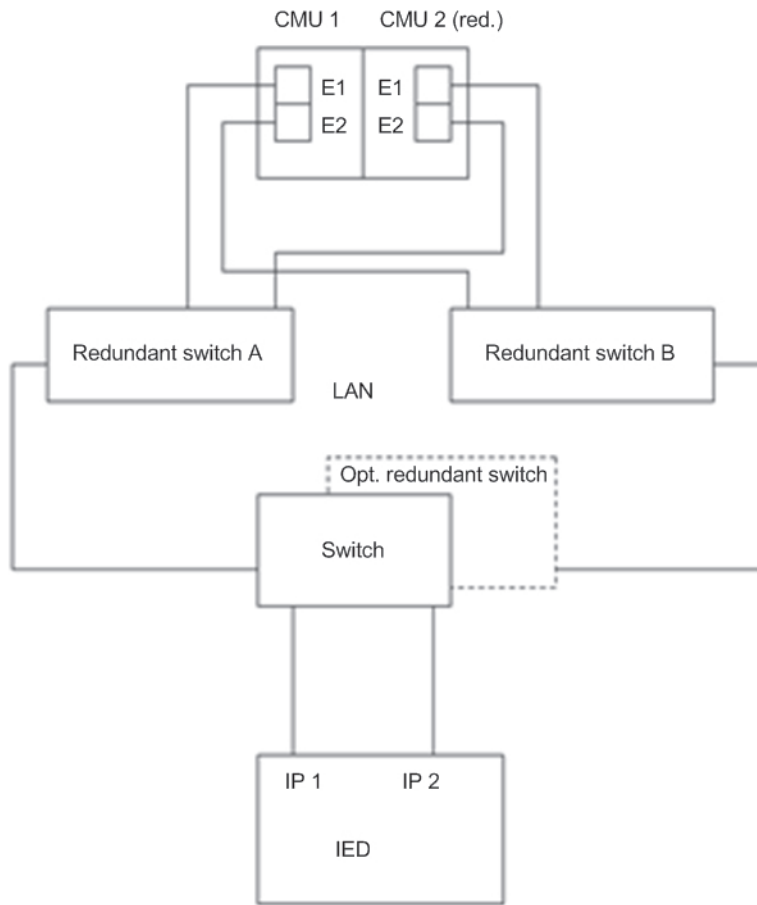 CMU 1
CMU 2 (red.)
E1
E1
E2
E2
Redundant switch A
Redundant switch B
LAN
Opt. redundant switch
Switch
IP 1
IP 2
IED